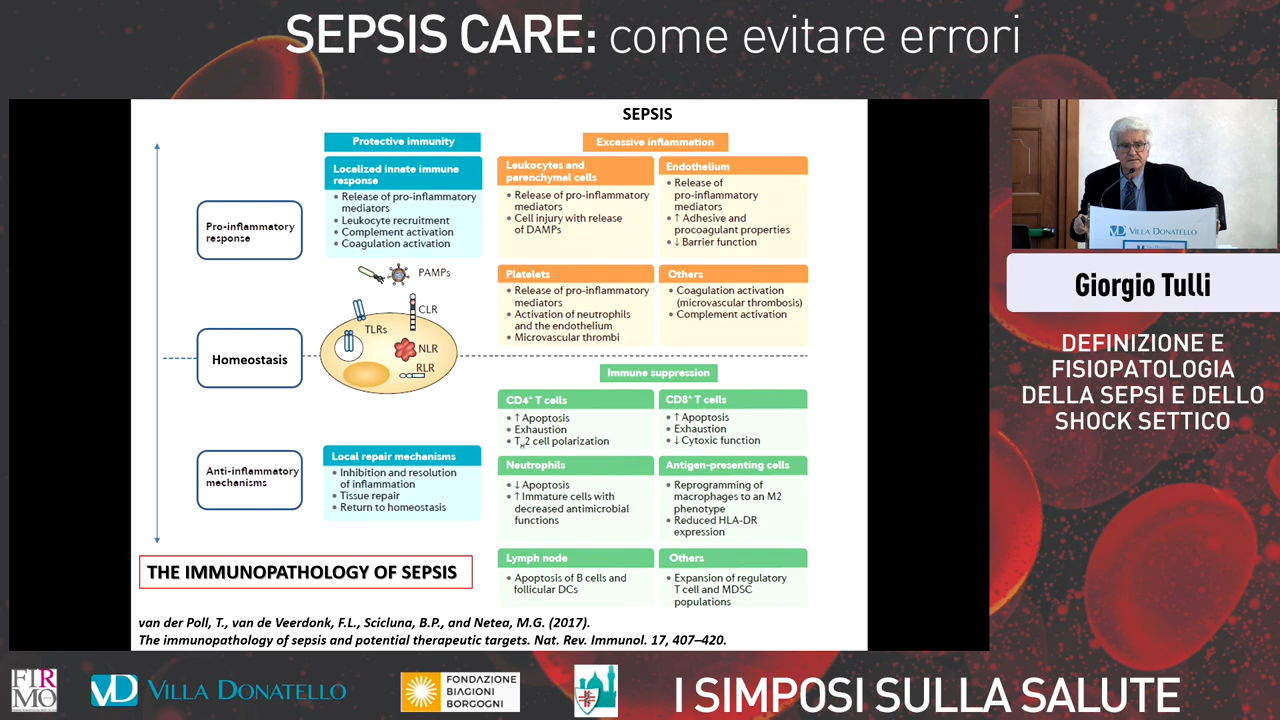 SEPSIS CARE: come evitare errori
SEPSIS
Protective immunity
Excessive inflammation
Localized innate immune
response
• Release of pro-inflammatory
mediators
• Leukocyte recruitment
• Complement activation
• Coagulation activation
Leukocytes and
parenchymal cells
• Release of pro-inflammatory
mediators
• Cell injury with release
of DAMPs
Endothelium
• Release of
pro-inflammatory
mediators
• ↑ Adhesive and
procoagulant properties
• ↓ Barrier function
Pro-inflammatory
response
PAMPs
CLR
TLRs
NLR
RLR
Platelets
• Release of pro-inflammatory
mediators
• Activation of neutrophils
and the endothelium
• Microvascular thrombi
Others
• Coagulation activation
(microvascular thrombosis)
• Complement activation
Homeostasis
Immune suppression
CD4⁺ T cells
• ↑ Apoptosis
• Exhaustion
• TH2 cell polarization
CD8⁺ T cells
• ↑ Apoptosis
• Exhaustion
• ↓ Cytoxic function
Anti-inflammatory
mechanisms
Local repair mechanisms
• Inhibition and resolution
of inflammation
• Tissue repair
• Return to homeostasis
Neutrophils
• ↓ Apoptosis
• ↑ Immature cells with
decreased antimicrobial
functions
Antigen-presenting cells
• Reprogramming of
macrophages to an M2
phenotype
• Reduced HLA-DR
expression
Lymph node
• Apoptosis of B cells and
follicular DCs
Others
• Expansion of regulatory
T cell and MDSC
populations
THE IMMUNOPATHOLOGY OF SEPSIS
van der Poll, T., van de Veerdonk, F.L., Scicluna, B.P., and Netea, M.G. (2017).
The immunopathology of sepsis and potential therapeutic targets. Nat. Rev. Immunol. 17, 407–420.
VD VILLA DONATELLO
Giorgio Tulli
DEFINIZIONE E
FISIOPATOLOGIA
DELLA SEPSI E DELLO
SHOCK SETTICO
FIR
MO
VD VILLA DONATELLO
FONDAZIONE
BIAGIONI
BORGOGNI
I SIMPOSI SULLA SALUTE